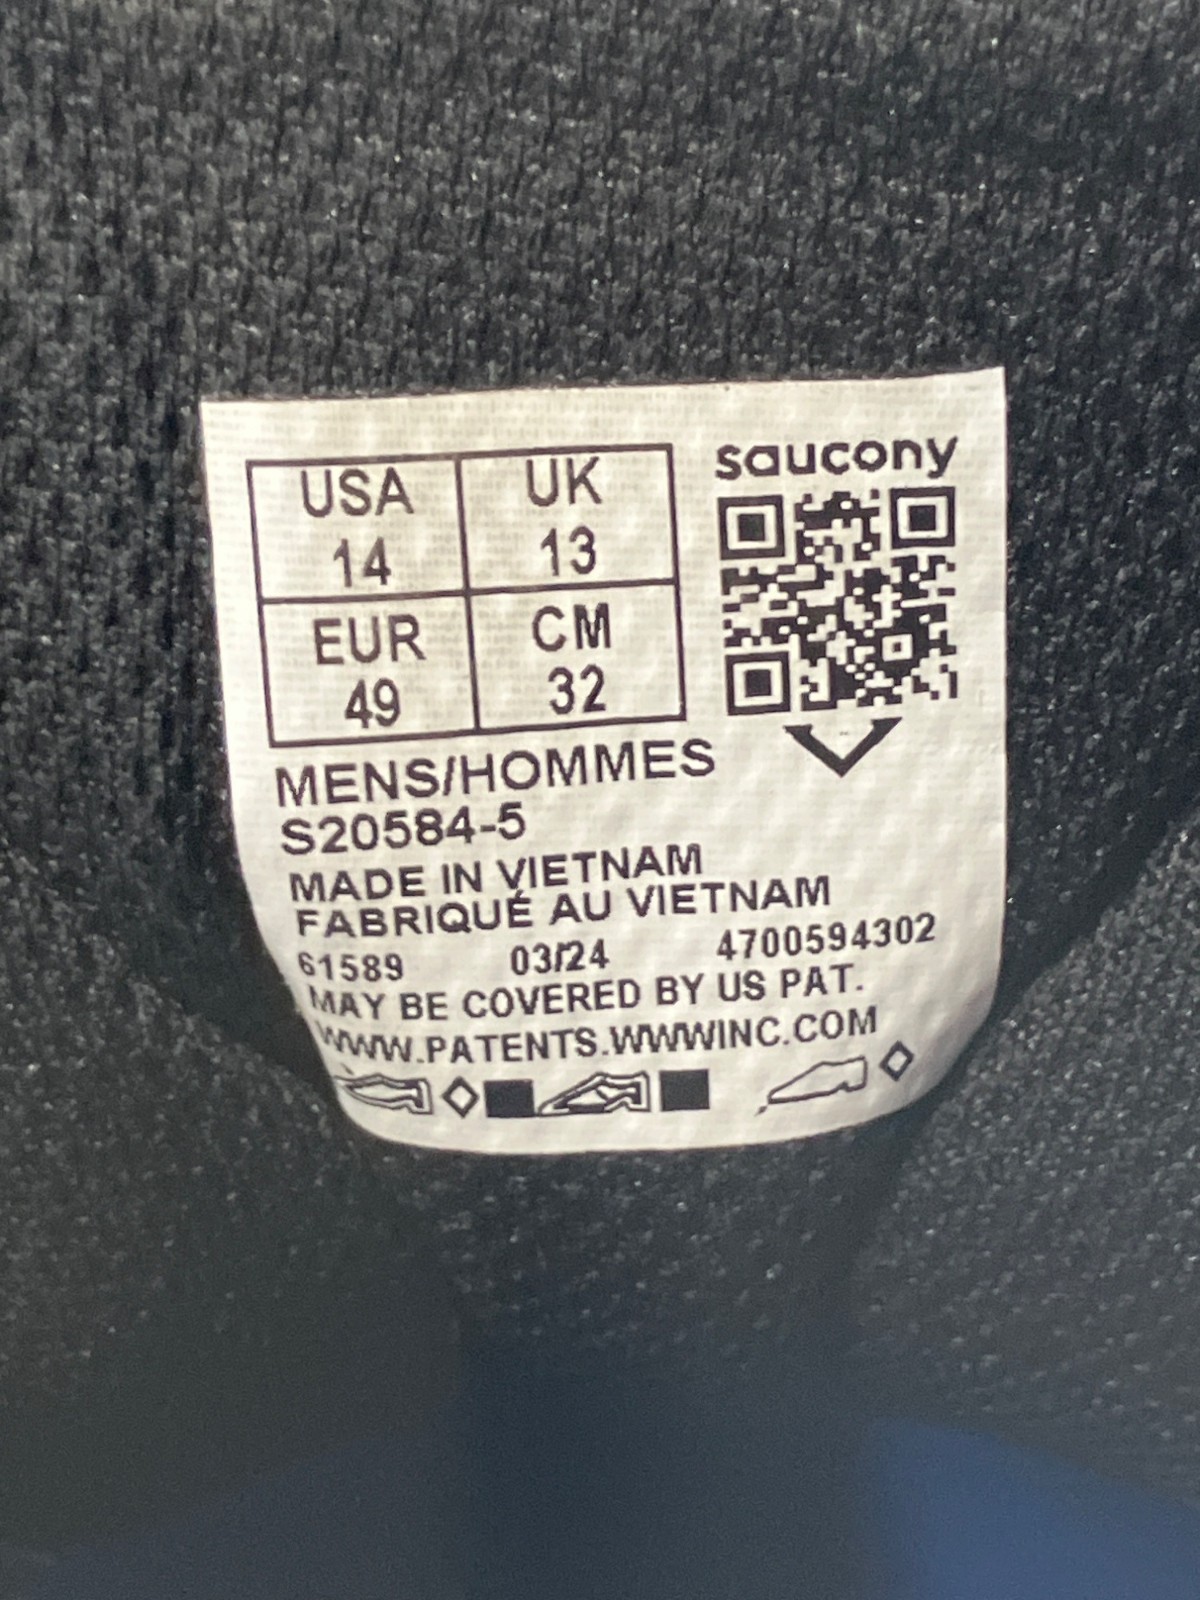 saucony
USA UK
14 13
EUR CM
49 32
MENS/HOMMES
S20584-5
MADE IN VIETNAM
FABRIQUÉ AU VIETNAM
61589 03/24 4700594302
MAY BE COVERED BY US PAT.
WWW.PATENTS.WWWINC.COM